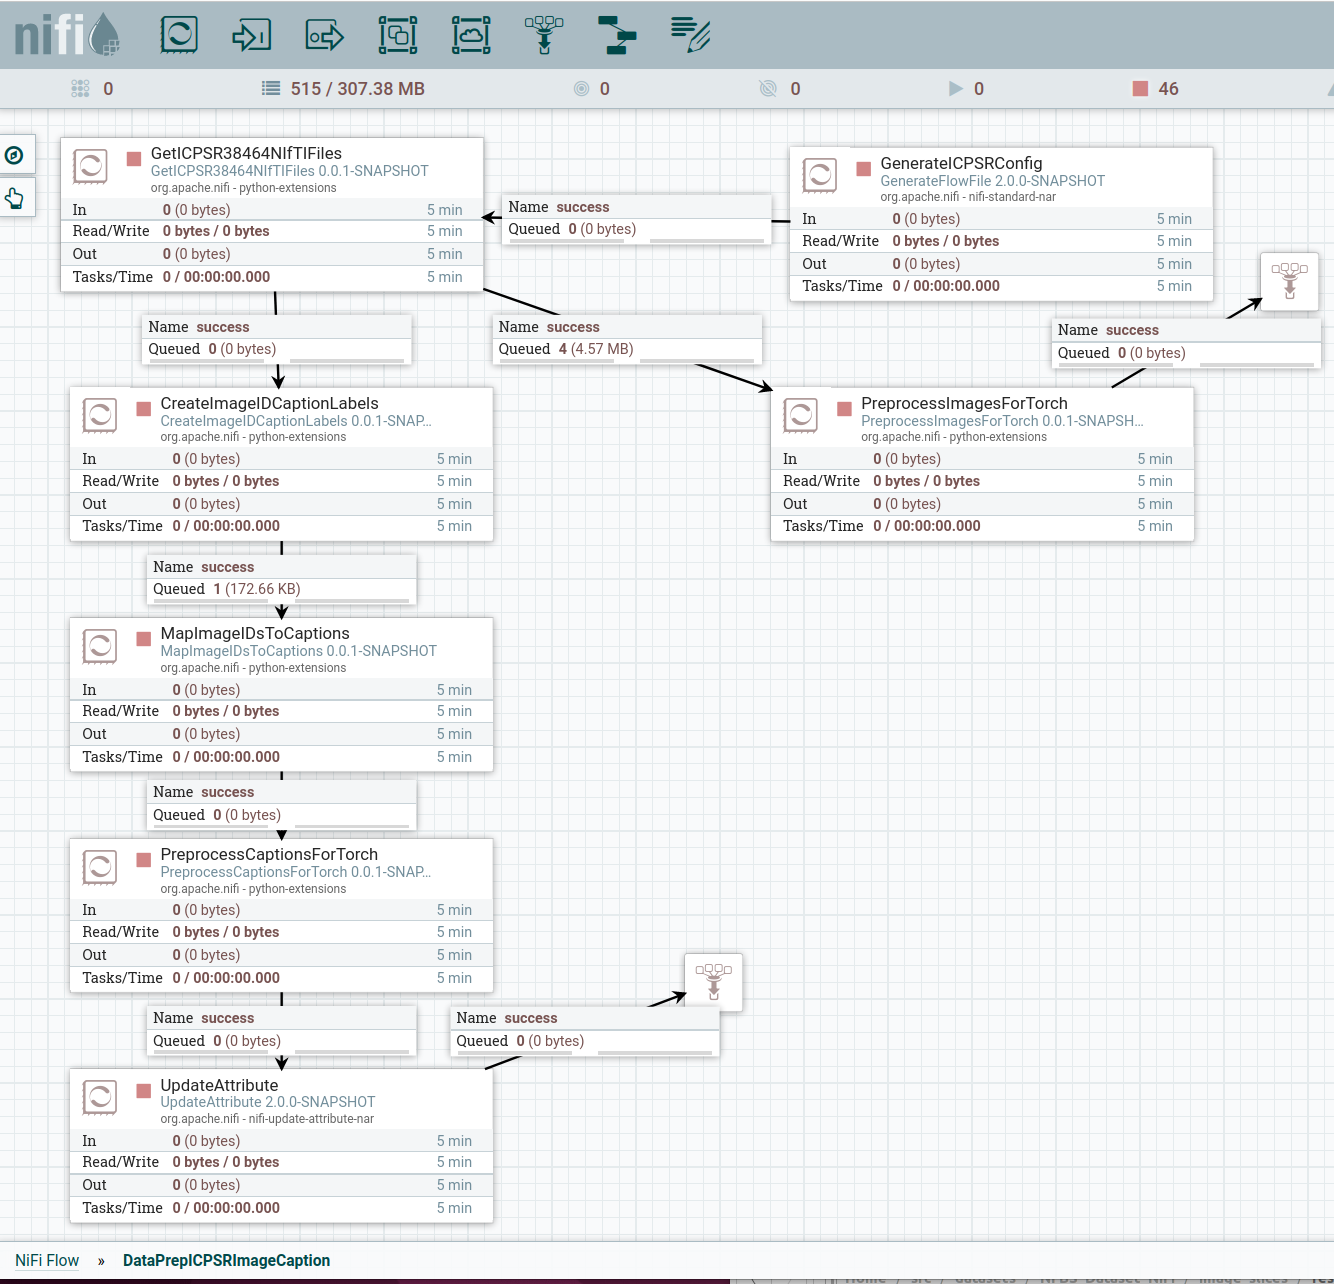 nifi
0
515 / 307.38 MB
0
0
0
46
GetICPSR38464NIfTIFiles
GetICPSR38464NIfTIFiles 0.0.1-SNAPSHOT
org.apache.nifi - python-extensions
In 0 (0 bytes) 5 min
Read/Write 0 bytes / 0 bytes 5 min
Out 0 (0 bytes) 5 min
Tasks/Time 0 / 00:00:00.000 5 min
Name success
Queued 0 (0 bytes)
GenerateICPSRConfig
GenerateFlowFile 2.0.0-SNAPSHOT
org.apache.nifi - nifi-standard-nar
In 0 (0 bytes) 5 min
Read/Write 0 bytes / 0 bytes 5 min
Out 0 (0 bytes) 5 min
Tasks/Time 0 / 00:00:00.000 5 min
Name success
Queued 0 (0 bytes)
Name success
Queued 4 (4.57 MB)
Name success
Queued 0 (0 bytes)
CreateImageIDCaptionLabels
CreateImageIDCaptionLabels 0.0.1-SNAP...
org.apache.nifi - python-extensions
In 0 (0 bytes) 5 min
Read/Write 0 bytes / 0 bytes 5 min
Out 0 (0 bytes) 5 min
Tasks/Time 0 / 00:00:00.000 5 min
PreprocessImagesForTorch
PreprocessImagesForTorch 0.0.1-SNAPSH...
org.apache.nifi - python-extensions
In 0 (0 bytes) 5 min
Read/Write 0 bytes / 0 bytes 5 min
Out 0 (0 bytes) 5 min
Tasks/Time 0 / 00:00:00.000 5 min
Name success
Queued 1 (172.66 KB)
MapImageIDsToCaptions
MapImageIDsToCaptions 0.0.1-SNAPSHOT
org.apache.nifi - python-extensions
In 0 (0 bytes) 5 min
Read/Write 0 bytes / 0 bytes 5 min
Out 0 (0 bytes) 5 min
Tasks/Time 0 / 00:00:00.000 5 min
Name success
Queued 0 (0 bytes)
PreprocessCaptionsForTorch
PreprocessCaptionsForTorch 0.0.1-SNAP...
org.apache.nifi - python-extensions
In 0 (0 bytes) 5 min
Read/Write 0 bytes / 0 bytes 5 min
Out 0 (0 bytes) 5 min
Tasks/Time 0 / 00:00:00.000 5 min
Name success
Queued 0 (0 bytes)
Name success
Queued 0 (0 bytes)
UpdateAttribute
UpdateAttribute 2.0.0-SNAPSHOT
org.apache.nifi - nifi-update-attribute-nar
In 0 (0 bytes) 5 min
Read/Write 0 bytes / 0 bytes 5 min
Out 0 (0 bytes) 5 min
Tasks/Time 0 / 00:00:00.000 5 min
NiFi Flow » DataPrepICPSRImageCaption